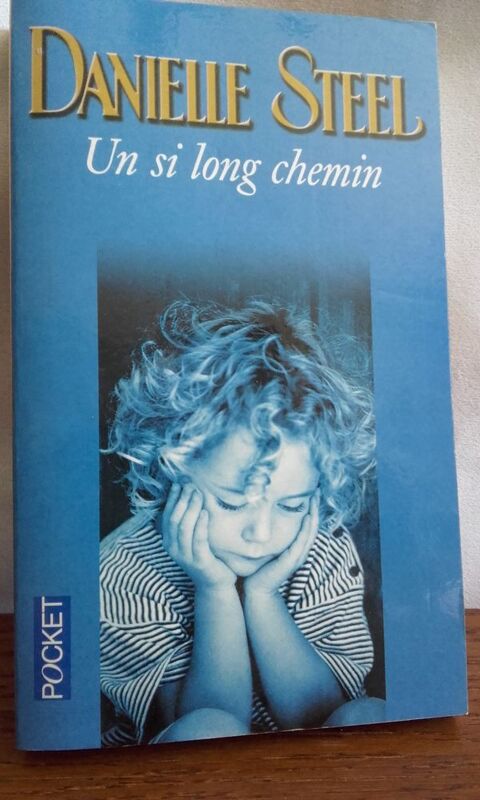 DANIELLE STEEL
Un si long chemin
POCKET